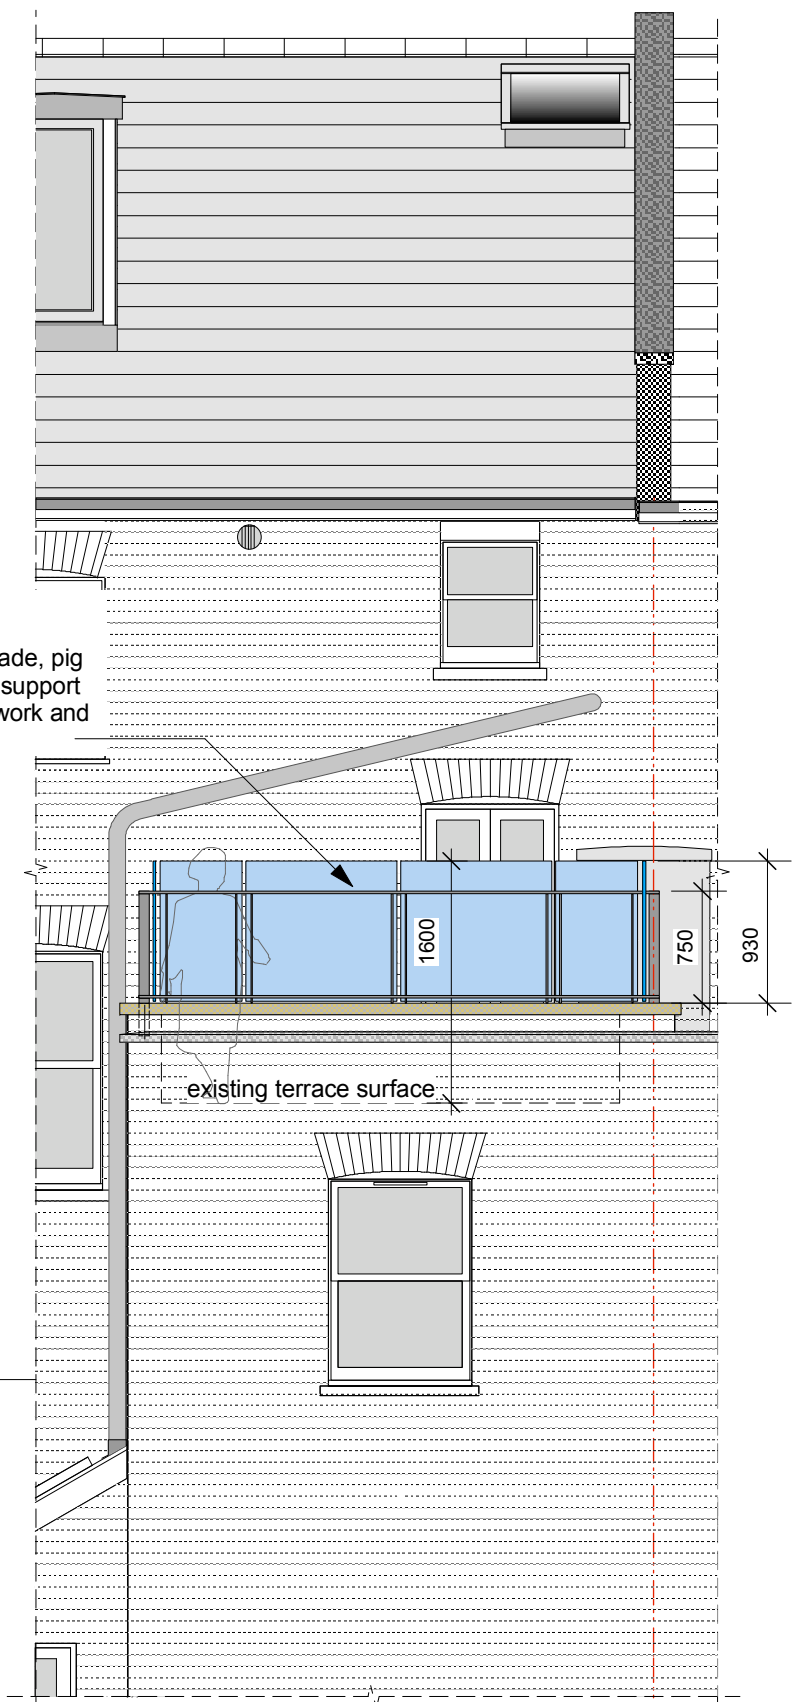 ade, pig
support
work and
1600
750
930
existing terrace surface